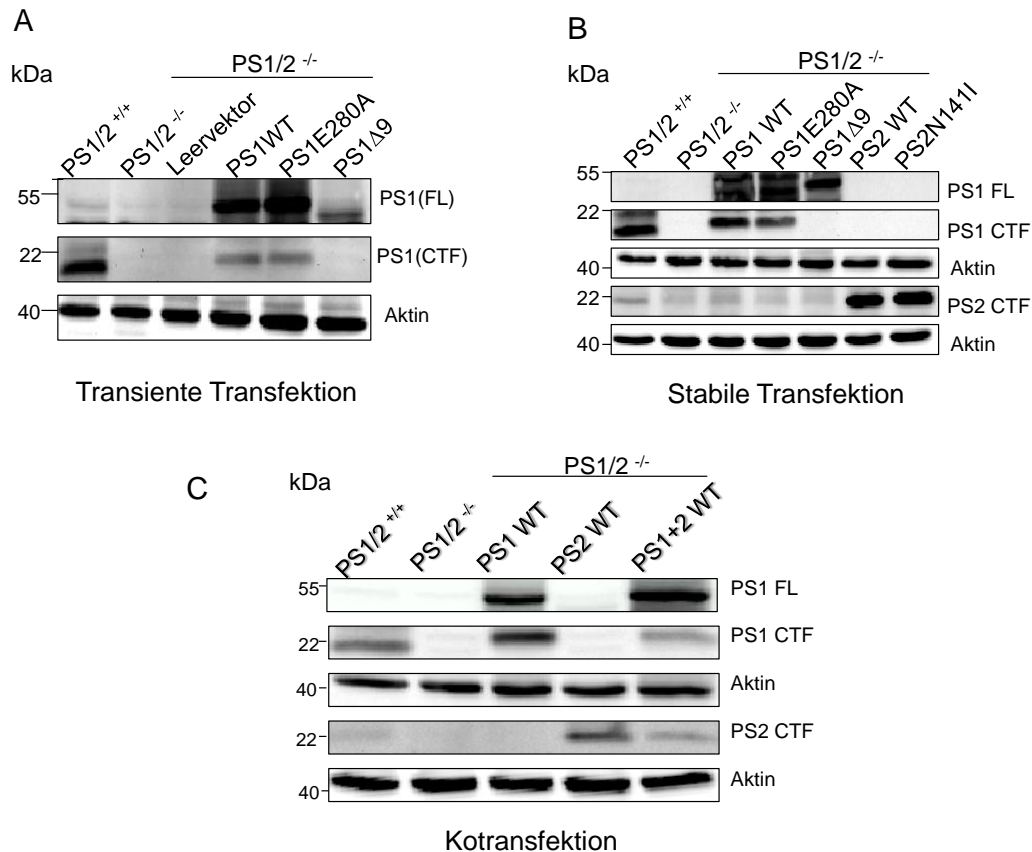 A
kDa
PS1/2 -/-
PS1/2 +/+
PS1/2 -/-
Leervektor
PS1WT
PS1E280A
PS1Δ9
55
PS1(FL)
22
PS1(CTF)
40
Aktin
Transiente Transfektion
B
kDa
PS1/2 -/-
PS1/2 +/+
PS1/2 -/-
PS1 WT
PS1E280A
PS1Δ9
PS2 WT
PS2N141I
55
PS1 FL
22
PS1 CTF
40
Aktin
22
PS2 CTF
40
Aktin
Stabile Transfektion
C
kDa
PS1/2 -/-
PS1/2 +/+
PS1/2 -/-
PS1 WT
PS2 WT
PS1+2 WT
55
PS1 FL
22
PS1 CTF
40
Aktin
22
PS2 CTF
40
Aktin
Kotransfektion